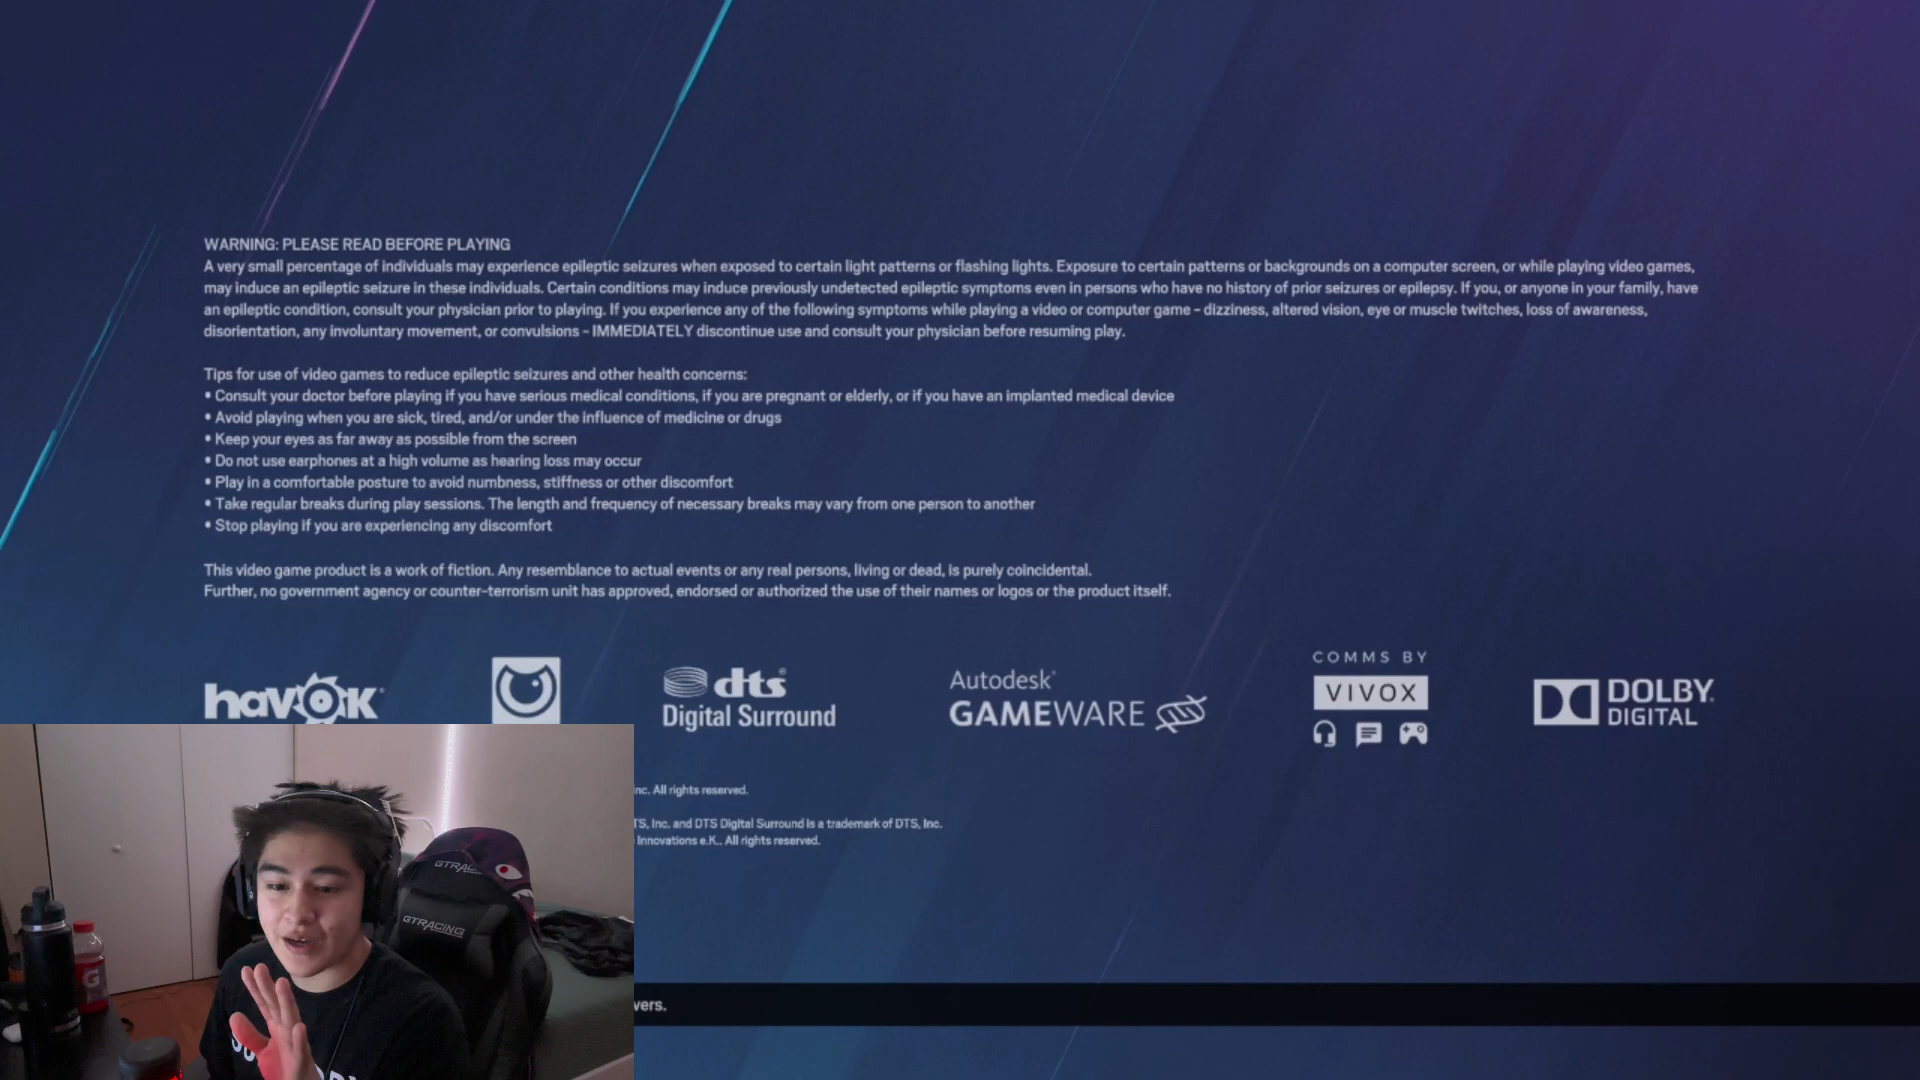 WARNING: PLEASE READ BEFORE PLAYING
A very small percentage of individuals may experience epileptic seizures when exposed to certain light patterns or flashing lights. Exposure to certain patterns or backgrounds on a computer screen, or while playing video games,
may induce an epileptic seizure in these individuals. Certain conditions may induce previously undetected epileptic symptoms even in persons who have no history of prior seizures or epilepsy. If you, or anyone in your family, have
an epileptic condition, consult your physician prior to playing. If you experience any of the following symptoms while playing a video or computer game - dizziness, altered vision, eye or muscle twitches, loss of awareness,
disorientation, any involuntary movement, or convulsions - IMMEDIATELY discontinue use and consult your physician before resuming play.
Tips for use of video games to reduce epileptic seizures and other health concerns:
• Consult your doctor before playing if you have serious medical conditions, if you are pregnant or elderly, or if you have an implanted medical device
• Avoid playing when you are sick, tired, and/or under the influence of medicine or drugs
• Keep your eyes as far away as possible from the screen
• Do not use earphones at a high volume as hearing loss may occur
• Play in a comfortable posture to avoid numbness, stiffness or other discomfort
• Take regular breaks during play sessions. The length and frequency of necessary breaks may vary from one person to another
• Stop playing if you are experiencing any discomfort
This video game product is a work of fiction. Any resemblance to actual events or any real persons, living or dead, is purely coincidental.
Further, no government agency or counter-terrorism unit has approved, endorsed or authorized the use of their names or logos or the product itself.
havok
dts
Digital Surround
Autodesk
GAMEWARE
COMMS BY
VIVOX
DOLBY
DIGITAL
nc. All rights reserved.
TS, Inc. and DTS Digital Surround is a trademark of DTS, Inc.
Innovations e.K.. All rights reserved.
vers.
GTRAC
GTRACING
G